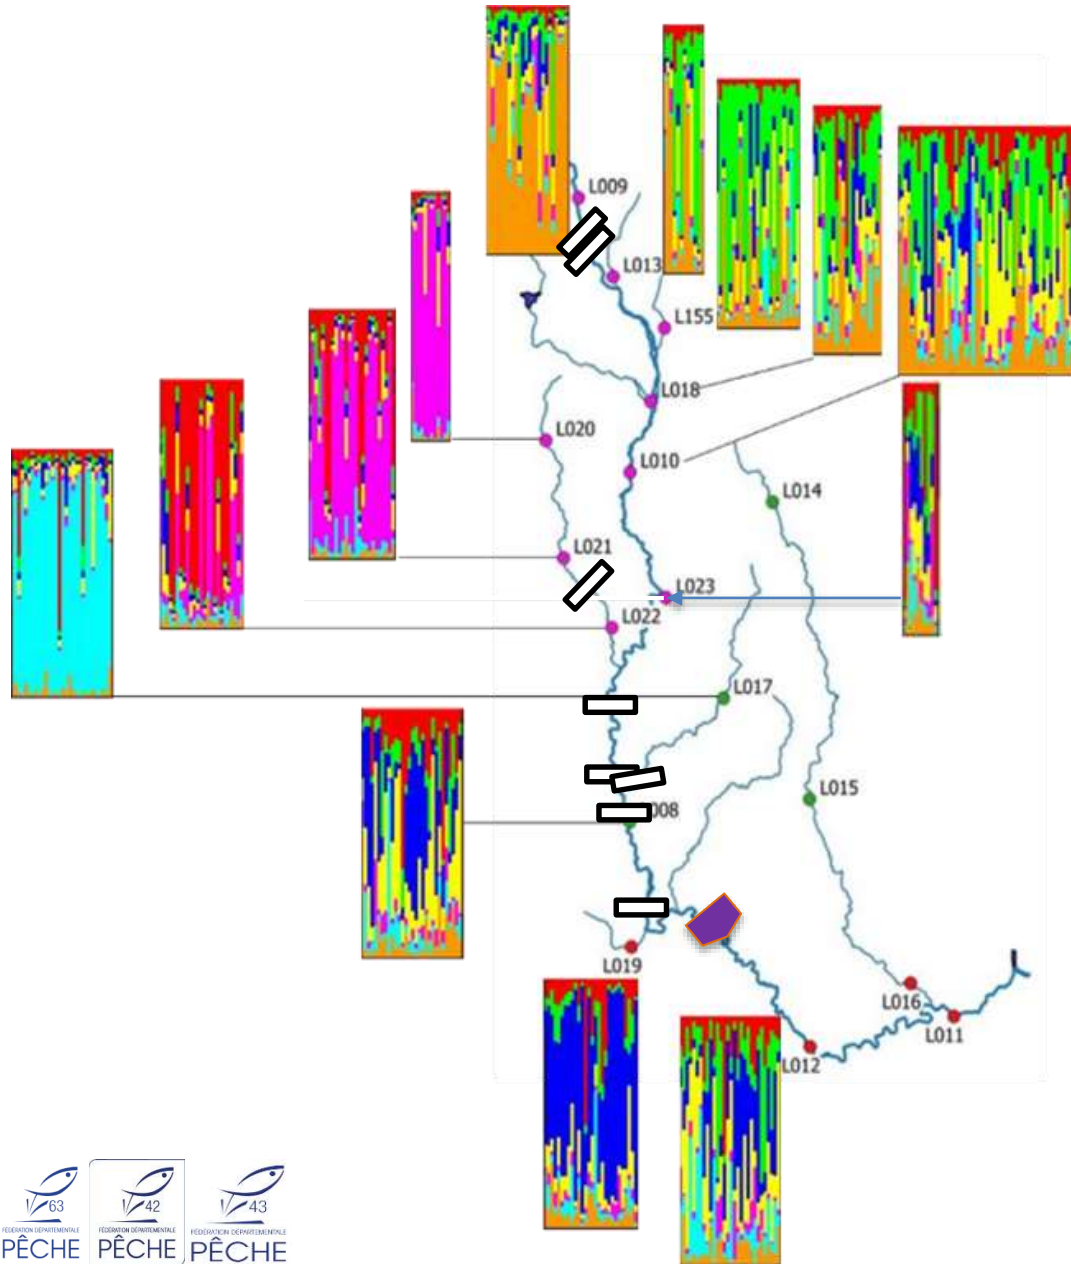 L009
L013
L155
L018
L020
L010
L014
L021
L023
L022
L017
L015
008
L019
L016
L011
L012
63
42
43
FÉDÉRATION DÉPARTEMENTALE
FÉDÉRATION DÉPARTEMENTALE
FÉDÉRATION DÉPARTEMENTALE
PÊCHE
PÊCHE
PÊCHE